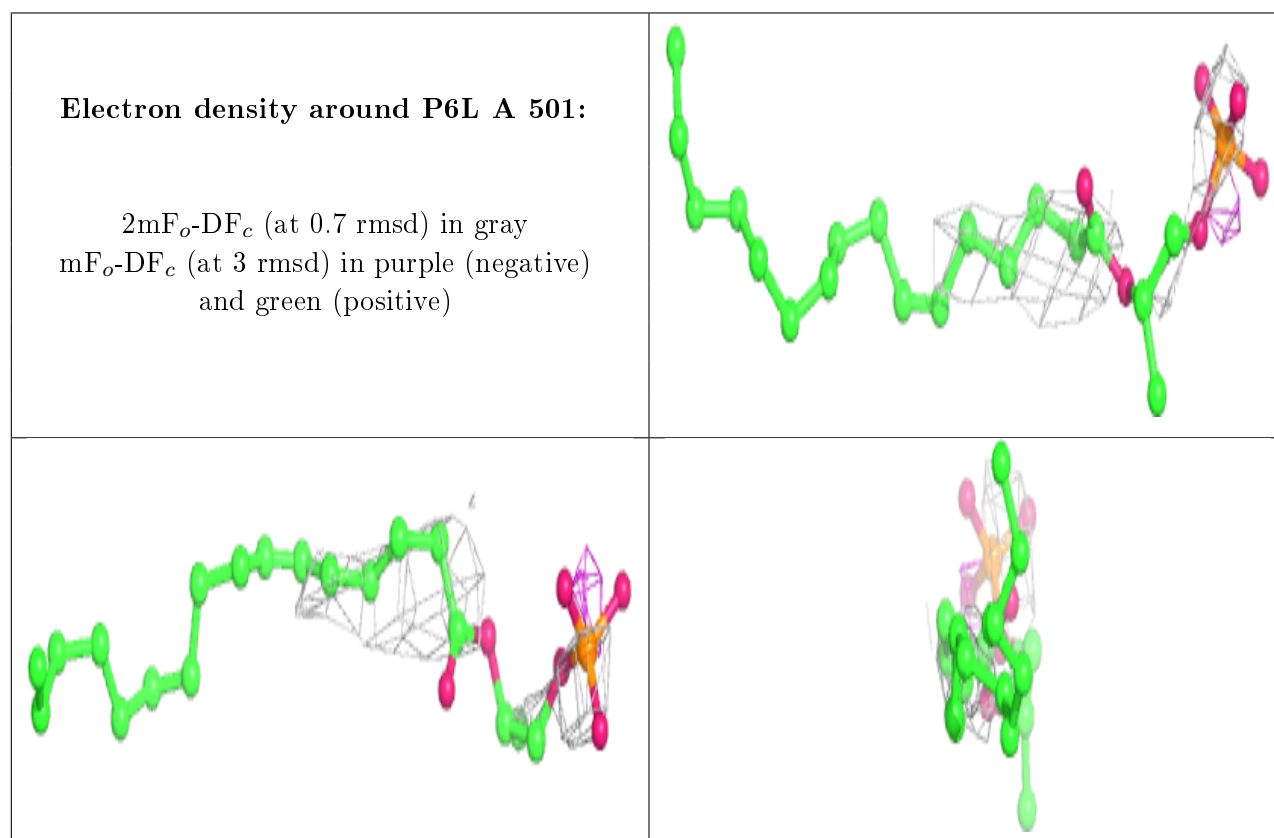 Electron density around P6L A 501:
2mFₒ-DF𝒸 (at 0.7 rmsd) in gray
mFₒ-DF𝒸 (at 3 rmsd) in purple (negative)
and green (positive)